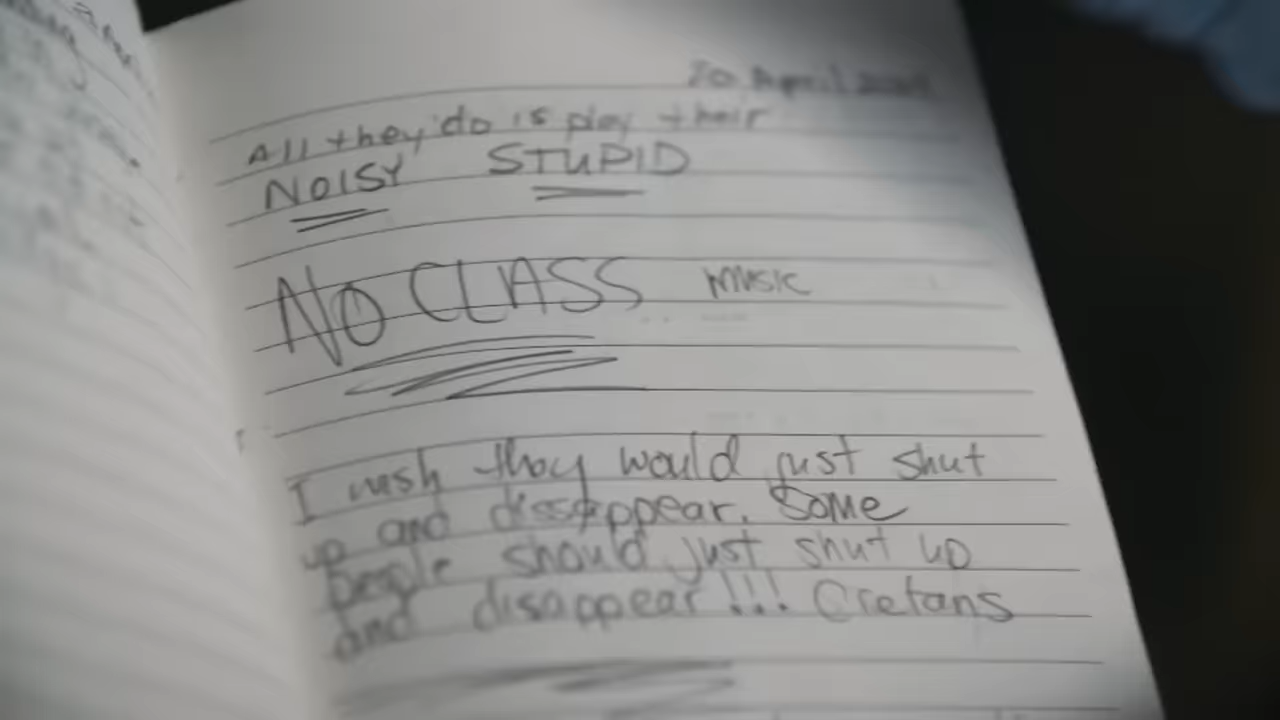 20 April
All they do is play their
NOISY STUPID
NO CLASS MUSIC
I wish they would just shut
up and dissappear. Some
people should just shut up
and disappear!!! Cretans